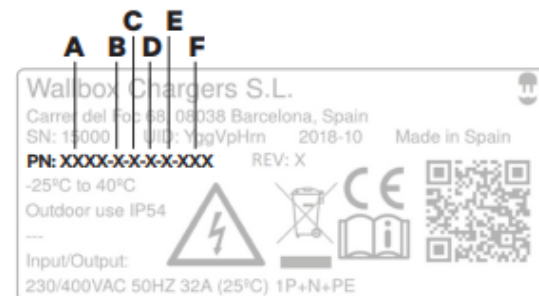 A B C D E F
Wallbox Chargers S.L.
Carrer del Foc 68, 08038 Barcelona, Spain
SN: 15000 UID: YggVpHrn 2018-10 Made in Spain
PN: XXXX-X-X-X-X-XXX REV: X
-25ºC to 40ºC
Outdoor use IP54
---
Input/Output:
230/400VAC 50HZ 32A (25ºC) 1P+N+PE